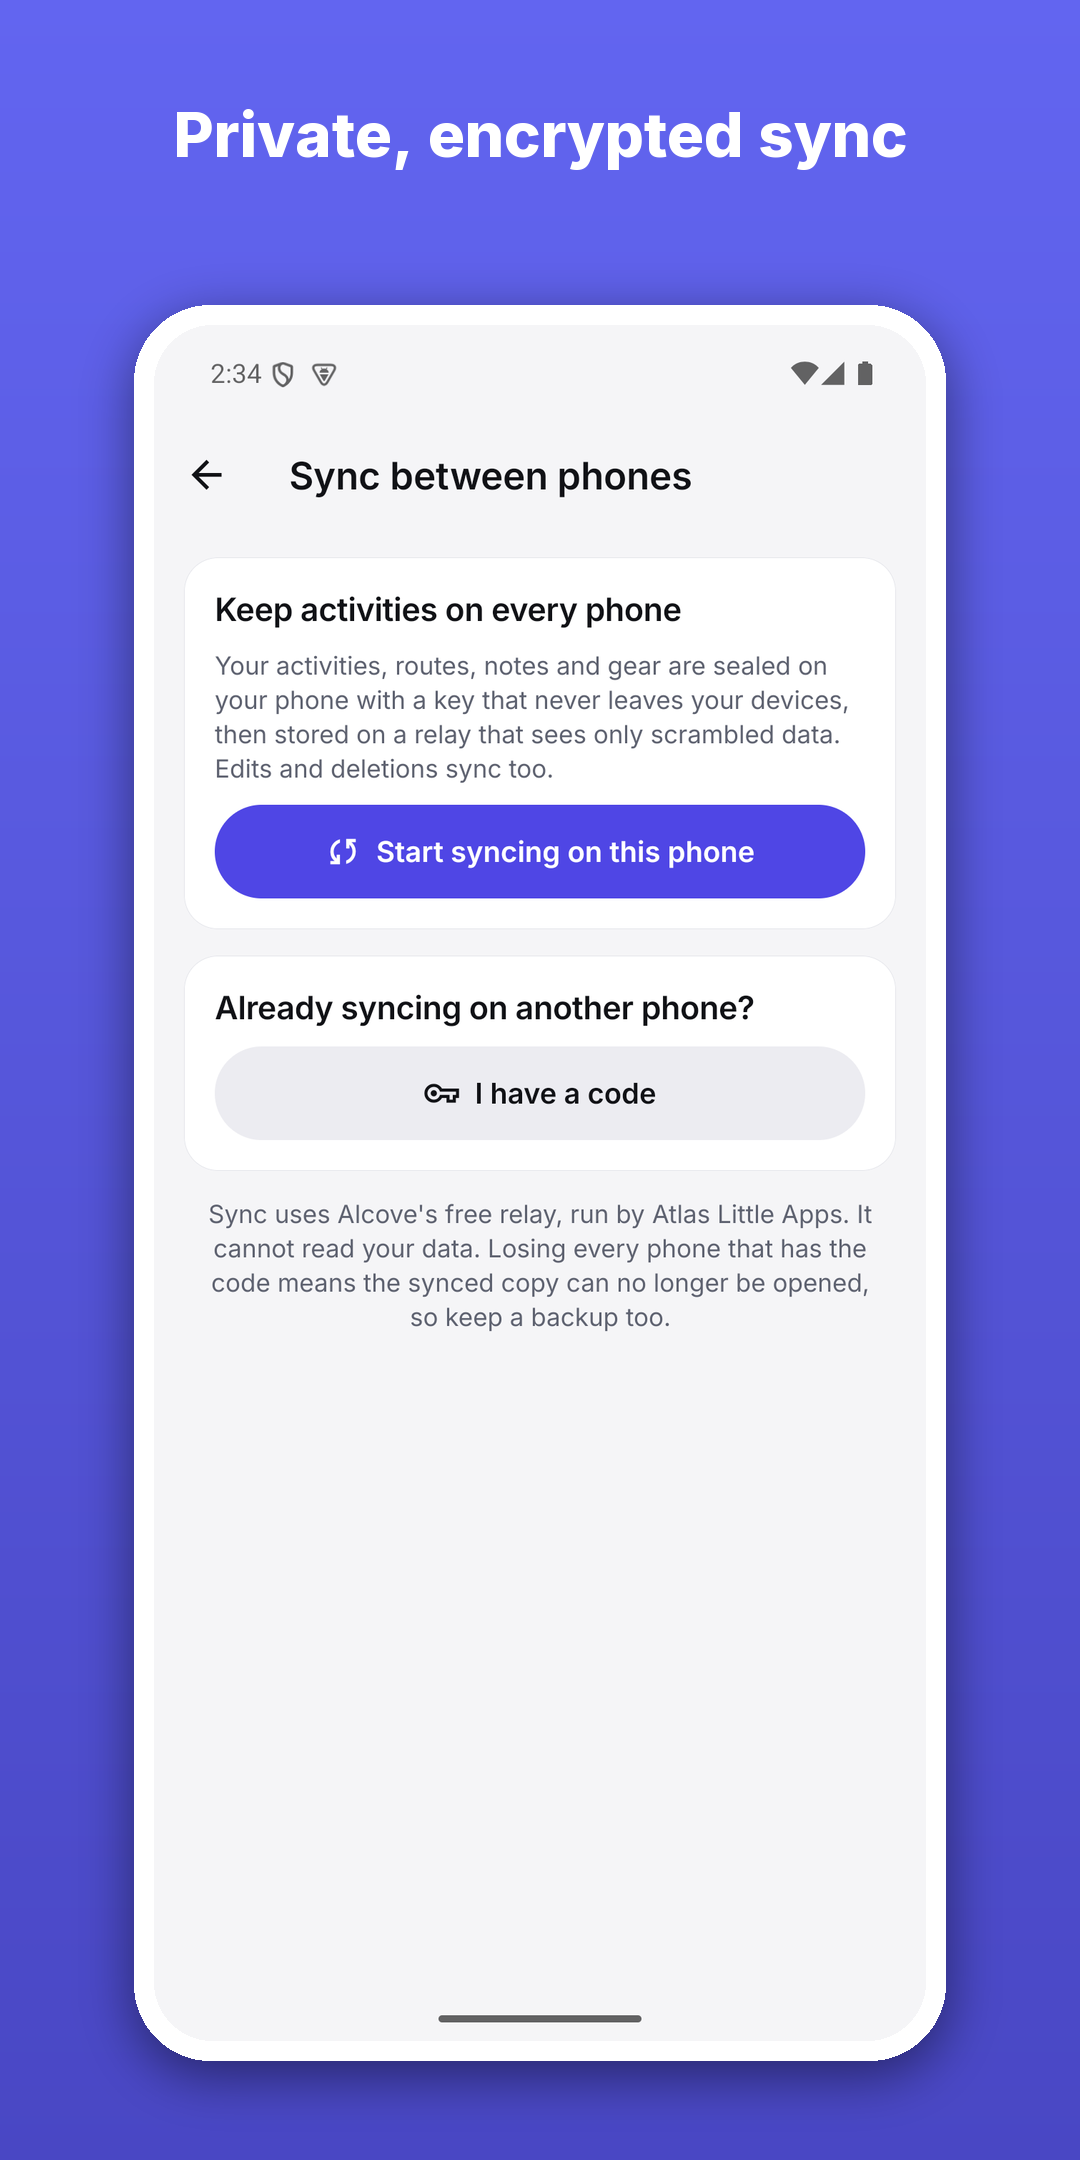 Private, encrypted sync
2:34
Sync between phones
Keep activities on every phone
Your activities, routes, notes and gear are sealed on
your phone with a key that never leaves your devices,
then stored on a relay that sees only scrambled data.
Edits and deletions sync too.
Start syncing on this phone
Already syncing on another phone?
I have a code
Sync uses Alcove's free relay, run by Atlas Little Apps. It
cannot read your data. Losing every phone that has the
code means the synced copy can no longer be opened,
so keep a backup too.